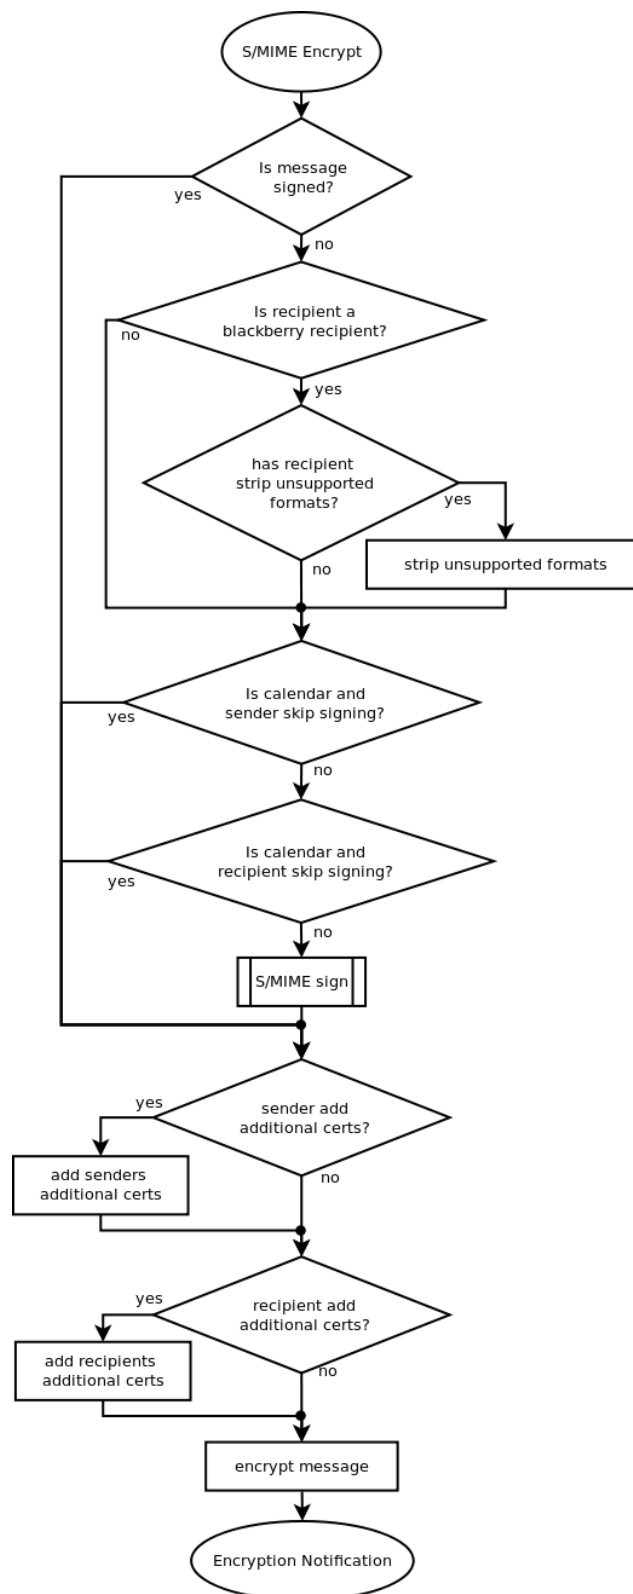 S/MIME Encrypt
Is message
signed?
yes
no
Is recipient a
blackberry recipient?
no
yes
has recipient
strip unsupported
formats?
yes
no
strip unsupported formats
Is calendar and
sender skip signing?
yes
no
Is calendar and
recipient skip signing?
yes
no
S/MIME sign
sender add
additional certs?
yes
no
add senders
additional certs
recipient add
additional certs?
yes
no
add recipients
additional certs
encrypt message
Encryption Notification